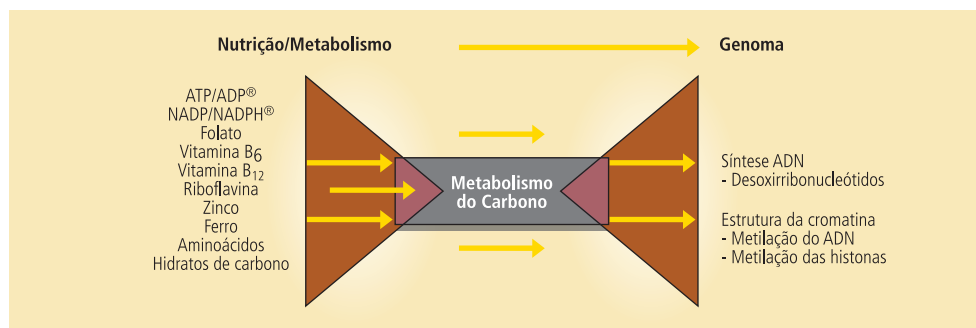 Nutrição/Metabolismo
Genoma
ATP/ADP®
NADP/NADPH®
Folato
Vitamina B6
Vitamina B12
Riboflavina
Zinco
Ferro
Aminoácidos
Hidratos de carbono
Metabolismo
do Carbono
Síntese ADN
- Desoxirribonucleótidos
Estrutura da cromatina
- Metilação do ADN
- Metilação das histonas